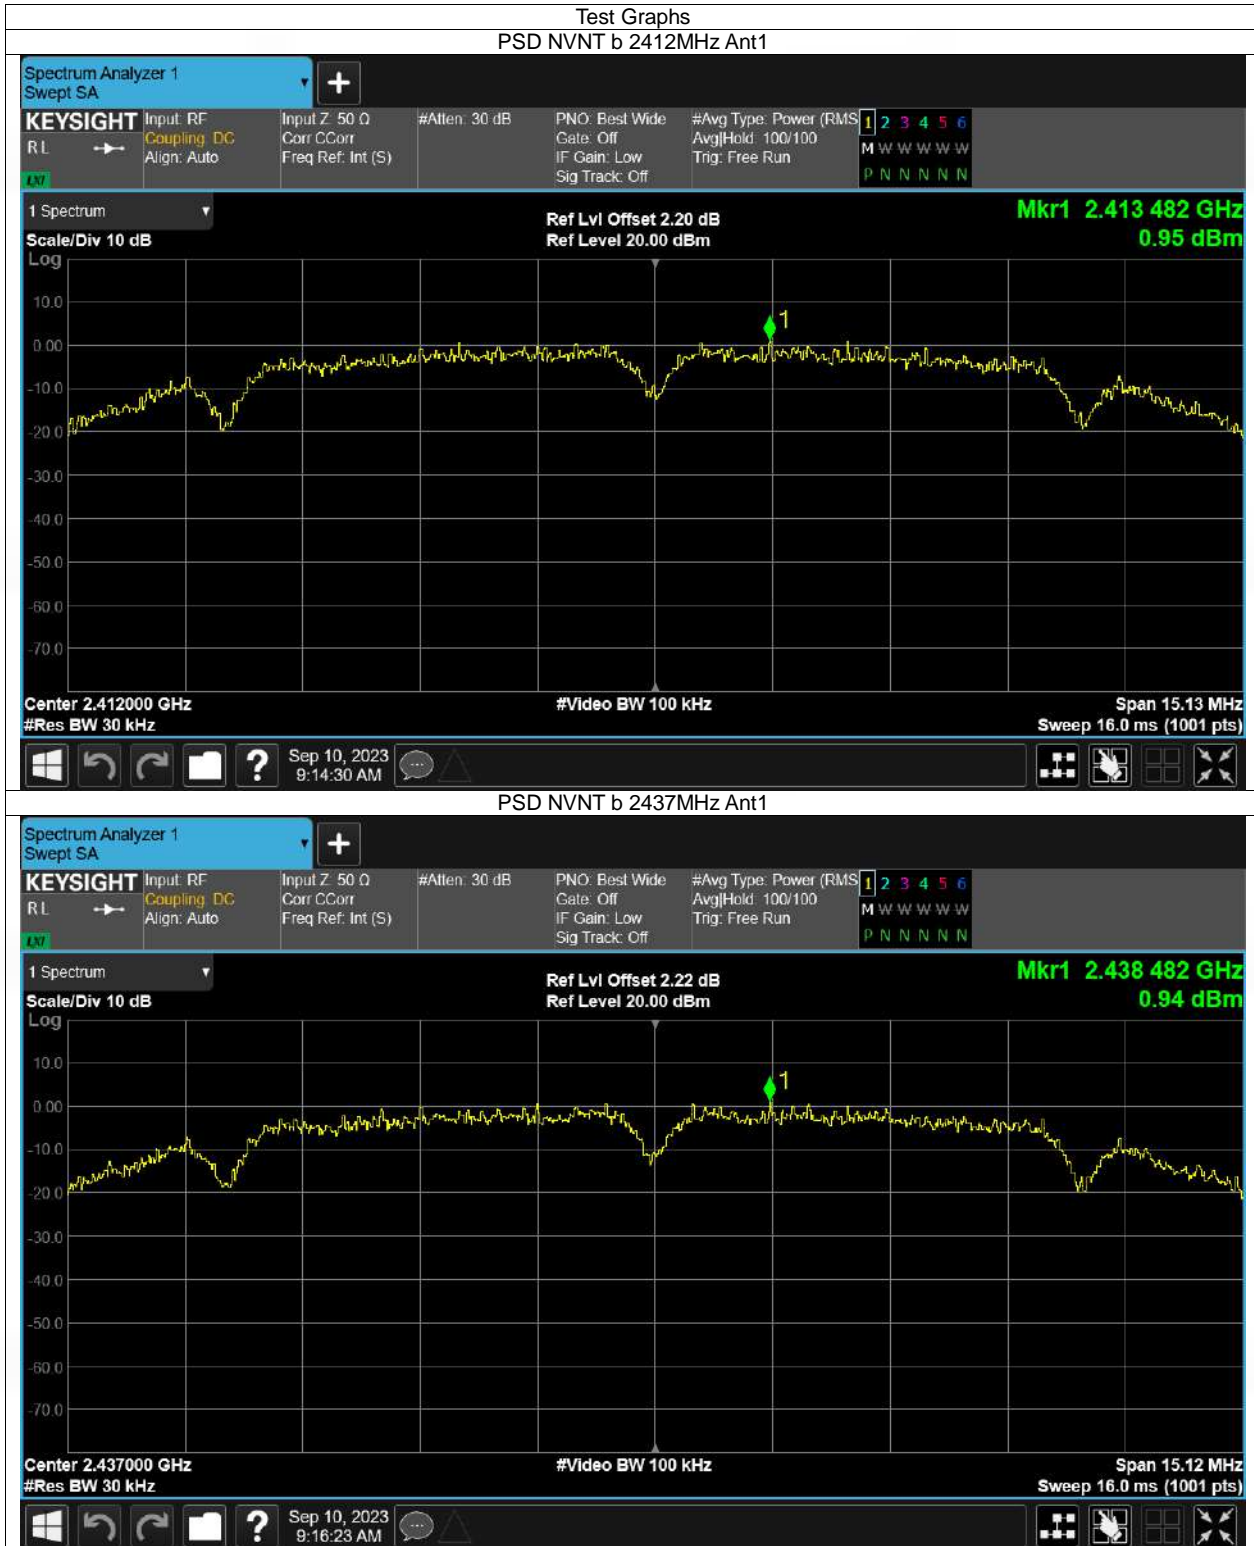 Test Graphs
PSD NVNT b 2412MHz Ant1
Spectrum Analyzer 1
Swept SA
KEYSIGHT Input: RF Input Z: 50 Ω #Atten: 30 dB PNO: Best Wide #Avg Type: Power (RMS 1 2 3 4 5 6
RL Coupling: DC Corr CCorr Gate: Off Avg|Hold: 100/100 M W W W W W
Align: Auto Freq Ref: Int (S) IF Gain: Low Trig: Free Run
LXI Sig Track: Off P N N N N N
1 Spectrum Ref Lvl Offset 2.20 dB Mkr1 2.413 482 GHz
Scale/Div 10 dB Ref Level 20.00 dBm 0.95 dBm
Log
10.0
1
0.00
-10.0
-20.0
-30.0
-40.0
-50.0
-60.0
-70.0
Center 2.412000 GHz #Video BW 100 kHz Span 15.13 MHz
#Res BW 30 kHz Sweep 16.0 ms (1001 pts)
? Sep 10, 2023
9:14:30 AM
PSD NVNT b 2437MHz Ant1
Spectrum Analyzer 1
Swept SA
KEYSIGHT Input: RF Input Z: 50 Ω #Atten: 30 dB PNO: Best Wide #Avg Type: Power (RMS 1 2 3 4 5 6
RL Coupling: DC Corr CCorr Gate: Off Avg|Hold: 100/100 M W W W W W
Align: Auto Freq Ref: Int (S) IF Gain: Low Trig: Free Run
LXI Sig Track: Off P N N N N N
1 Spectrum Ref Lvl Offset 2.22 dB Mkr1 2.438 482 GHz
Scale/Div 10 dB Ref Level 20.00 dBm 0.94 dBm
Log
10.0
1
0.00
-10.0
-20.0
-30.0
-40.0
-50.0
-60.0
-70.0
Center 2.437000 GHz #Video BW 100 kHz Span 15.12 MHz
#Res BW 30 kHz Sweep 16.0 ms (1001 pts)
? Sep 10, 2023
9:16:23 AM